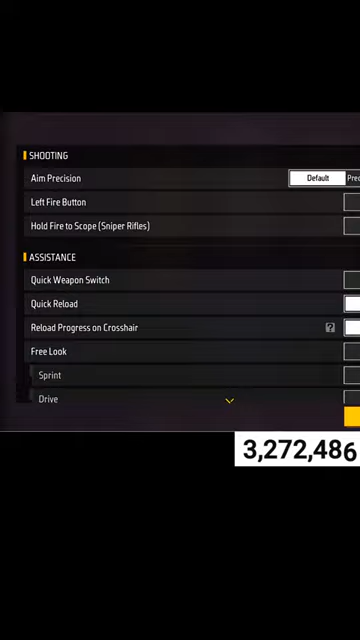 SHOOTING
Aim Precision Default Prec
Left Fire Button
Hold Fire to Scope (Sniper Rifles)
ASSISTANCE
Quick Weapon Switch
Quick Reload
Reload Progress on Crosshair ?
Free Look
Sprint
Drive
3,272,486